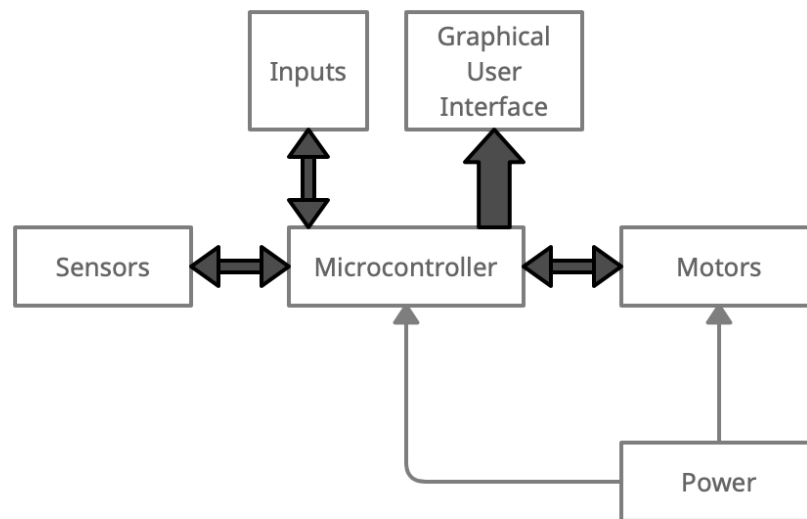 Inputs
Graphical
User
Interface
Sensors
Microcontroller
Motors
Power